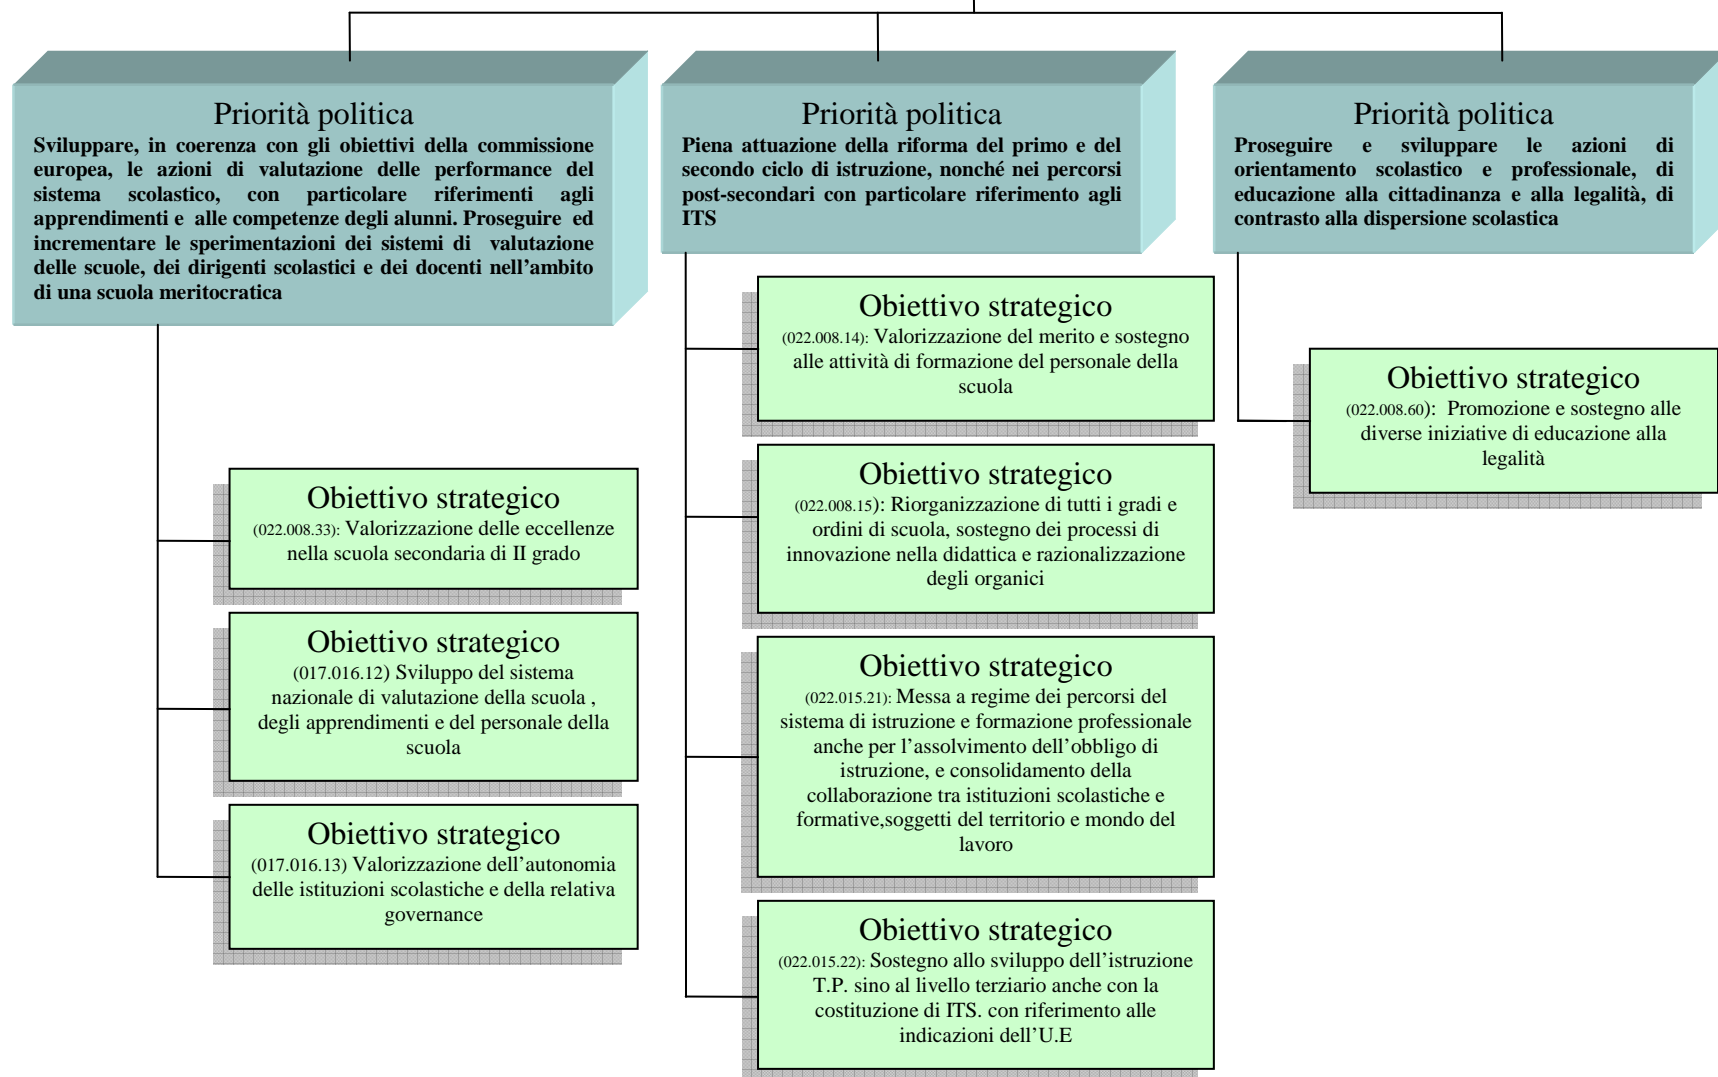 Priorità politica
Sviluppare, in coerenza con gli obiettivi della commissione
europea, le azioni di valutazione delle performance del
sistema scolastico, con particolare riferimenti agli
apprendimenti e alle competenze degli alunni. Proseguire ed
incrementare le sperimentazioni dei sistemi di valutazione
delle scuole, dei dirigenti scolastici e dei docenti nell'ambito
di una scuola meritocratica
Obiettivo strategico
(022.008.33): Valorizzazione delle eccellenze
nella scuola secondaria di II grado
Obiettivo strategico
(017.016.12) Sviluppo del sistema
nazionale di valutazione della scuola ,
degli apprendimenti e del personale della
scuola
Obiettivo strategico
(017.016.13) Valorizzazione dell'autonomia
delle istituzioni scolastiche e della relativa
governance
Priorità politica
Piena attuazione della riforma del primo e del
secondo ciclo di istruzione, nonché nei percorsi
post-secondari con particolare riferimento agli
ITS
Obiettivo strategico
(022.008.14): Valorizzazione del merito e sostegno
alle attività di formazione del personale della
scuola
Obiettivo strategico
(022.008.15): Riorganizzazione di tutti i gradi e
ordini di scuola, sostegno dei processi di
innovazione nella didattica e razionalizzazione
degli organici
Obiettivo strategico
(022.015.21): Messa a regime dei percorsi del
sistema di istruzione e formazione professionale
anche per l'assolvimento dell'obbligo di
istruzione, e consolidamento della
collaborazione tra istituzioni scolastiche e
formative,soggetti del territorio e mondo del
lavoro
Obiettivo strategico
(022.015.22): Sostegno allo sviluppo dell'istruzione
T.P. sino al livello terziario anche con la
costituzione di ITS. con riferimento alle
indicazioni dell'U.E
Priorità politica
Proseguire e sviluppare le azioni di
orientamento scolastico e professionale, di
educazione alla cittadinanza e alla legalità, di
contrasto alla dispersione scolastica
Obiettivo strategico
(022.008.60): Promozione e sostegno alle
diverse iniziative di educazione alla
legalità